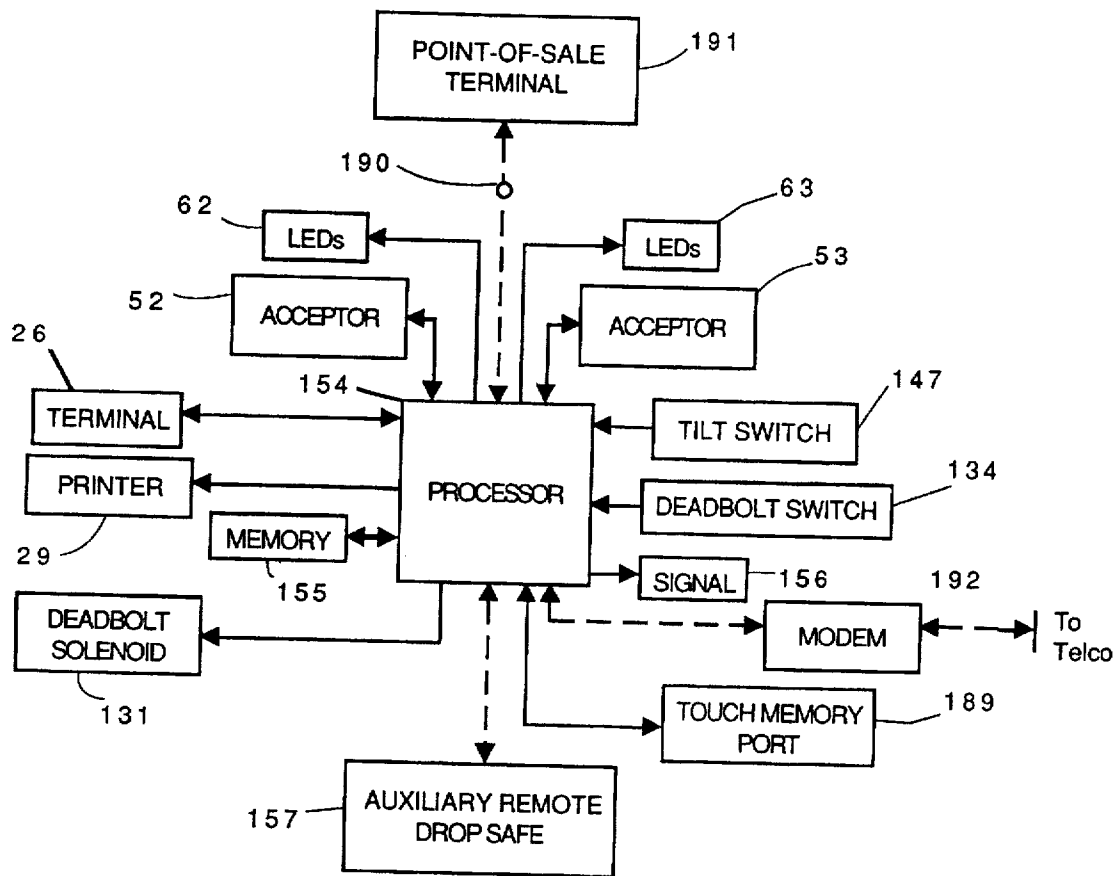 POINT-OF-SALE
TERMINAL
191
190
62
LEDs
63
LEDs
52
ACCEPTOR
53
ACCEPTOR
26
TERMINAL
154
147
TILT SWITCH
PRINTER
29
PROCESSOR
134
DEADBOLT SWITCH
MEMORY
155
SIGNAL
156
192
DEADBOLT
SOLENOID
131
MODEM
To
Telco
TOUCH MEMORY
PORT
189
157
AUXILIARY REMOTE
DROP SAFE